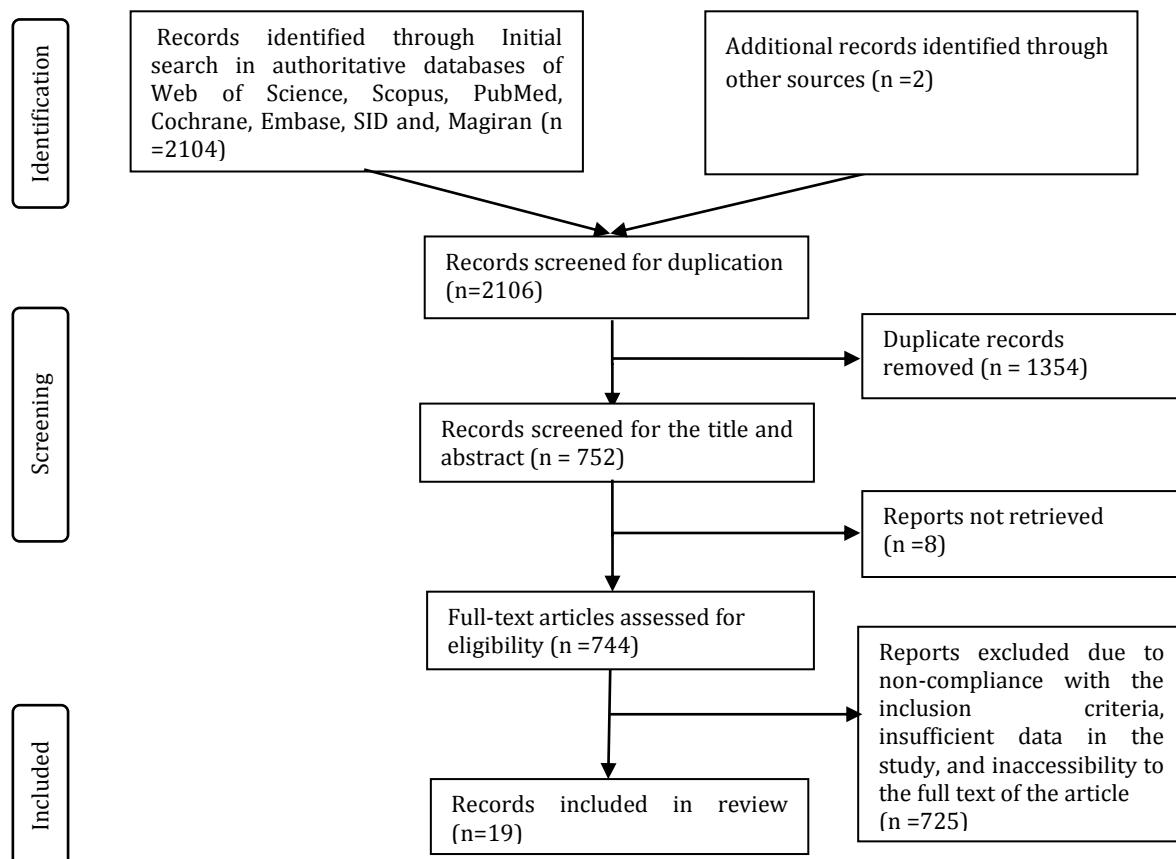 Identification
Records identified through Initial
search in authoritative databases of
Web of Science, Scopus, PubMed,
Cochrane, Embase, SID and, Magiran (n
=2104)
Additional records identified through
other sources (n =2)
Records screened for duplication
(n=2106)
Screening
Duplicate records
removed (n = 1354)
Records screened for the title and
abstract (n = 752)
Reports not retrieved
(n =8)
Full-text articles assessed for
eligibility (n =744)
Reports excluded due to
non-compliance with the
inclusion criteria,
insufficient data in the
study, and inaccessibility to
the full text of the article
(n =725)
Included
Records included in review
(n=19)